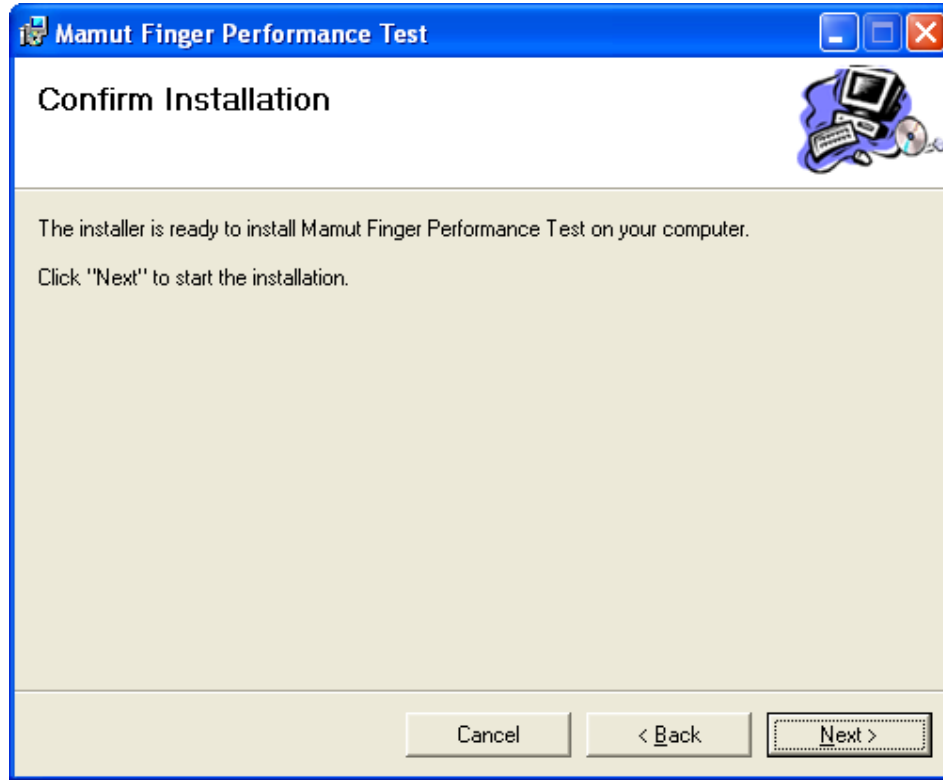 Mamut Finger Performance Test
Confirm Installation
The installer is ready to install Mamut Finger Performance Test on your computer.
Click "Next" to start the installation.
Cancel
< Back
Next >